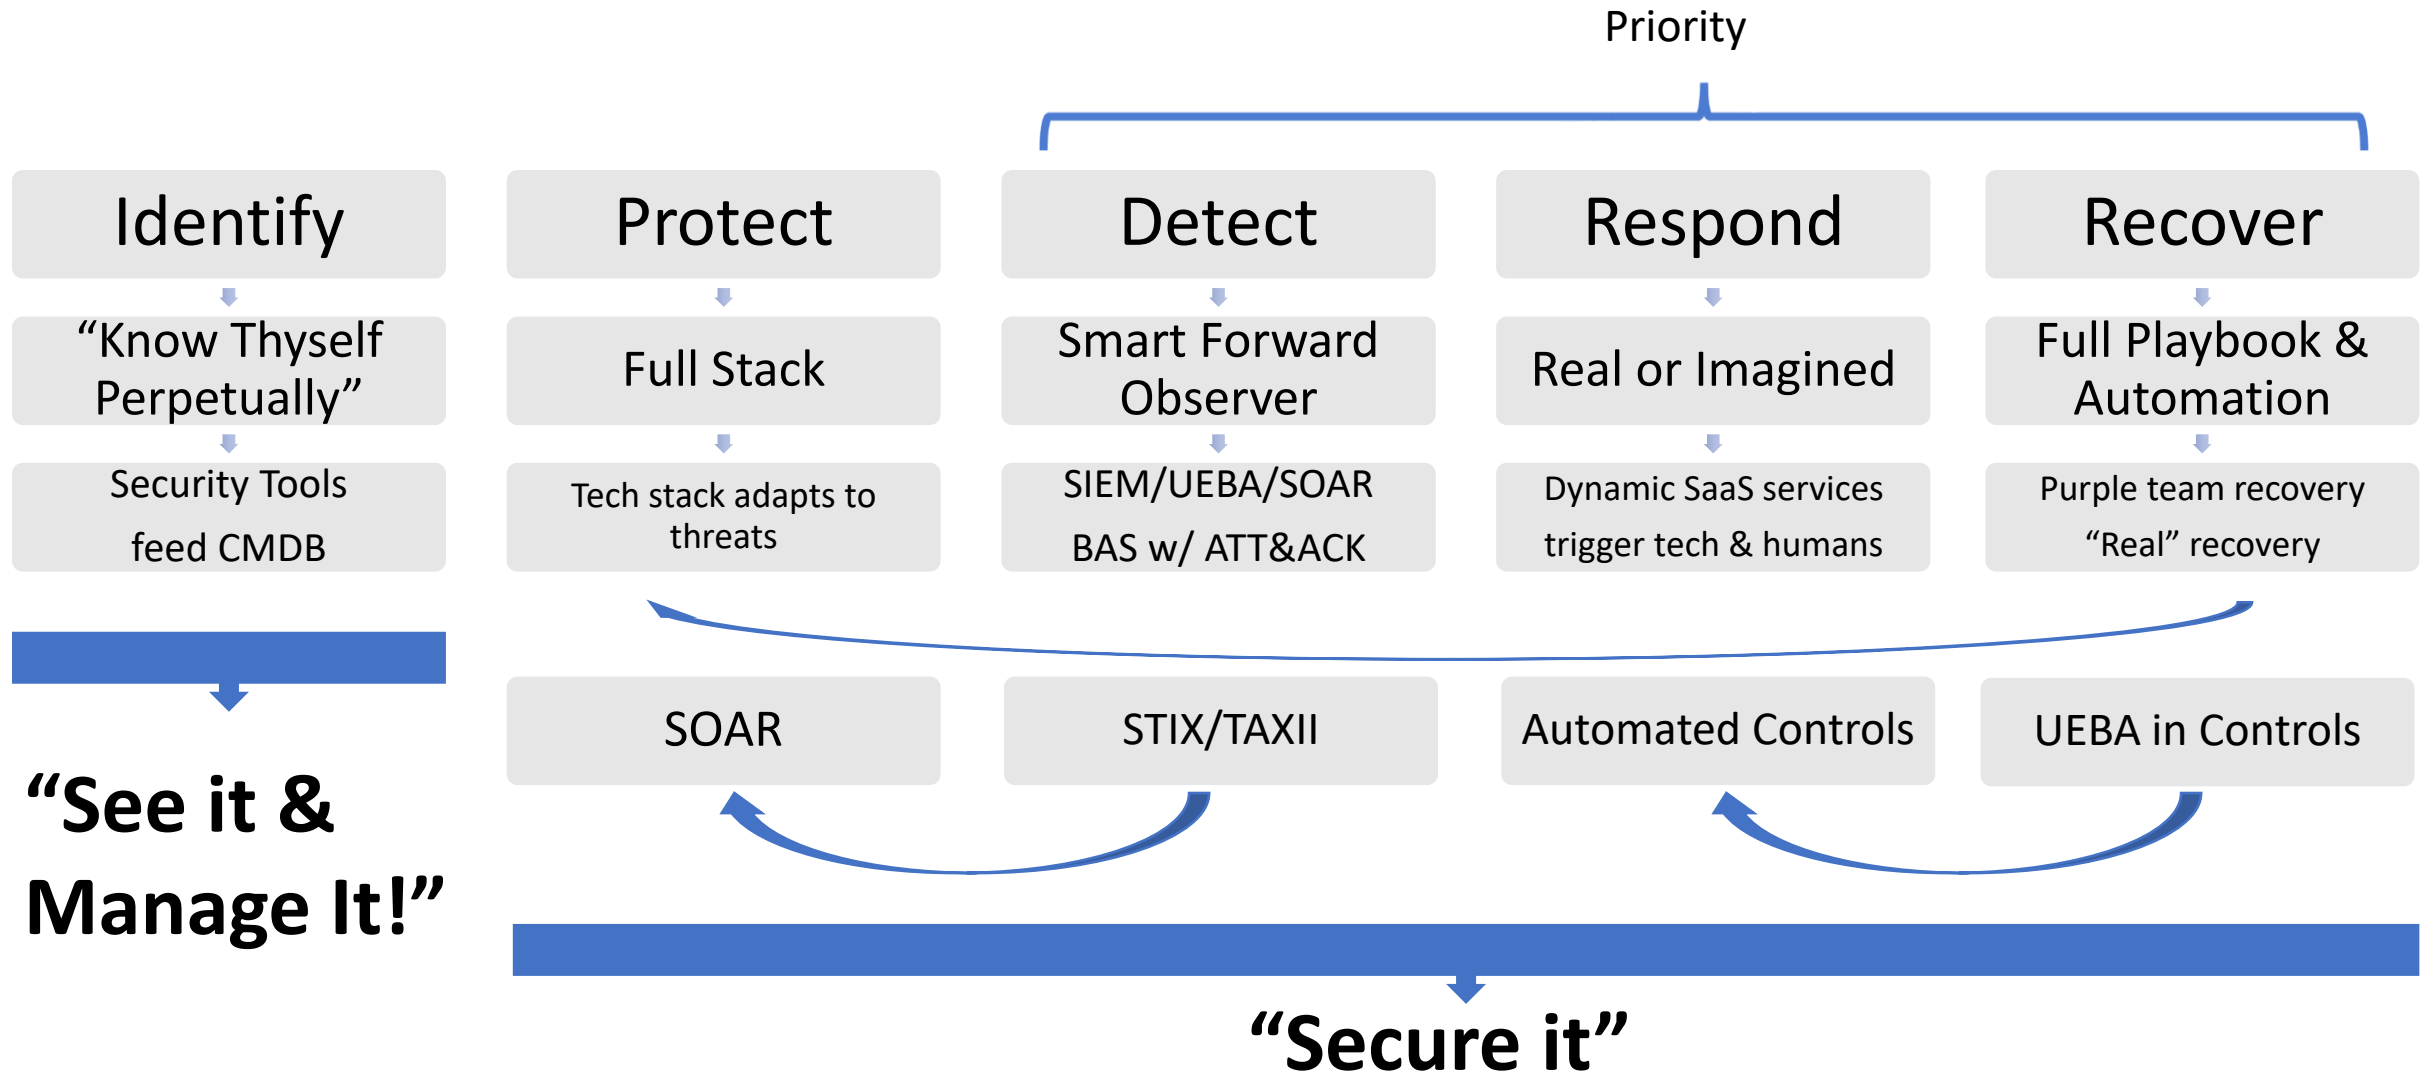 Priority
Identify
Protect
Detect
Respond
Recover
“Know Thyself
Perpetually”
Full Stack
Smart Forward
Observer
Real or Imagined
Full Playbook &
Automation
Security Tools
feed CMDB
Tech stack adapts to
threats
SIEM/UEBA/SOAR
BAS w/ ATT&ACK
Dynamic SaaS services
trigger tech & humans
Purple team recovery
“Real” recovery
SOAR
STIX/TAXII
Automated Controls
UEBA in Controls
“See it &
Manage It!”
“Secure it”